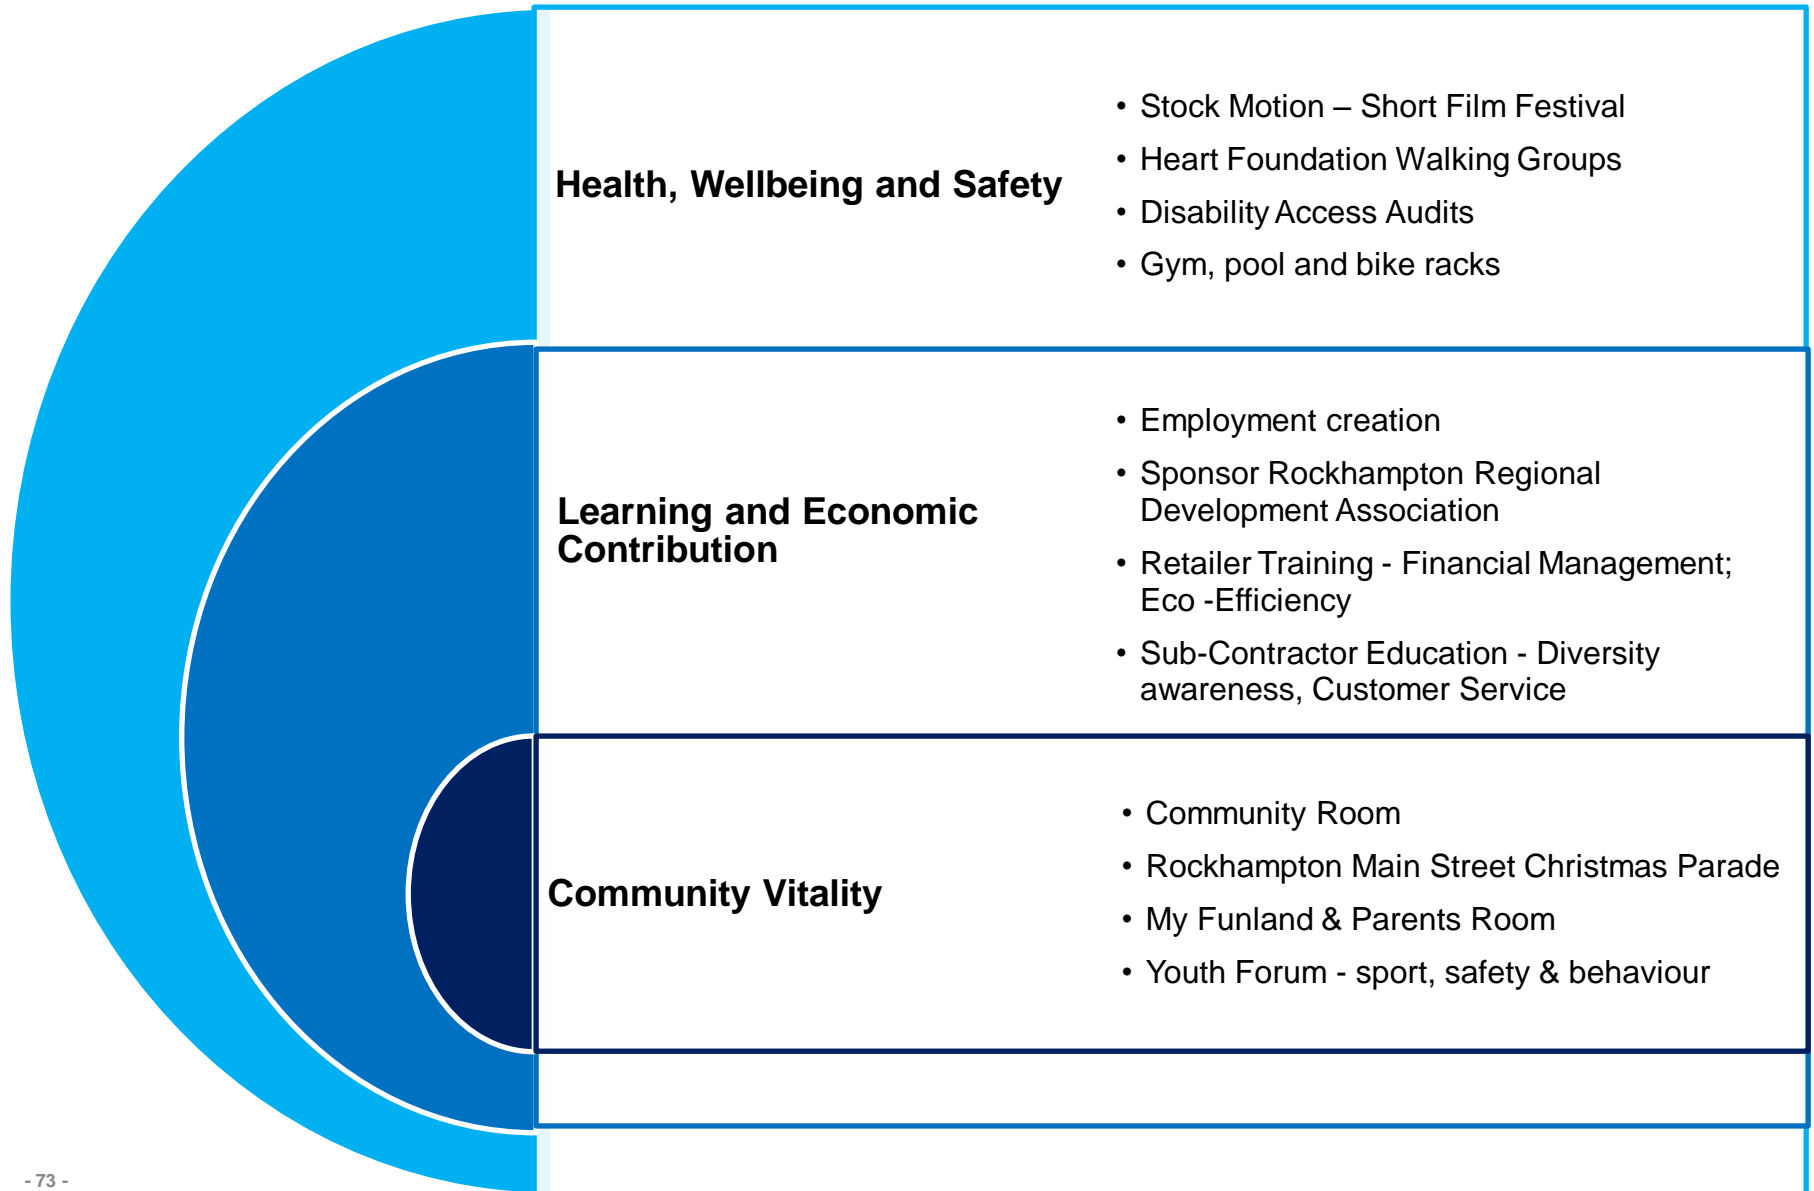 Health, Wellbeing and Safety
• Stock Motion – Short Film Festival
• Heart Foundation Walking Groups
• Disability Access Audits
• Gym, pool and bike racks
Learning and Economic
Contribution
• Employment creation
• Sponsor Rockhampton Regional
Development Association
• Retailer Training - Financial Management;
Eco -Efficiency
• Sub-Contractor Education - Diversity
awareness, Customer Service
Community Vitality
• Community Room
• Rockhampton Main Street Christmas Parade
• My Funland & Parents Room
• Youth Forum - sport, safety & behaviour
- 73 -